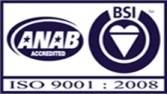 ANAB
ACCREDITED
BSI
ISO 9001 : 2008